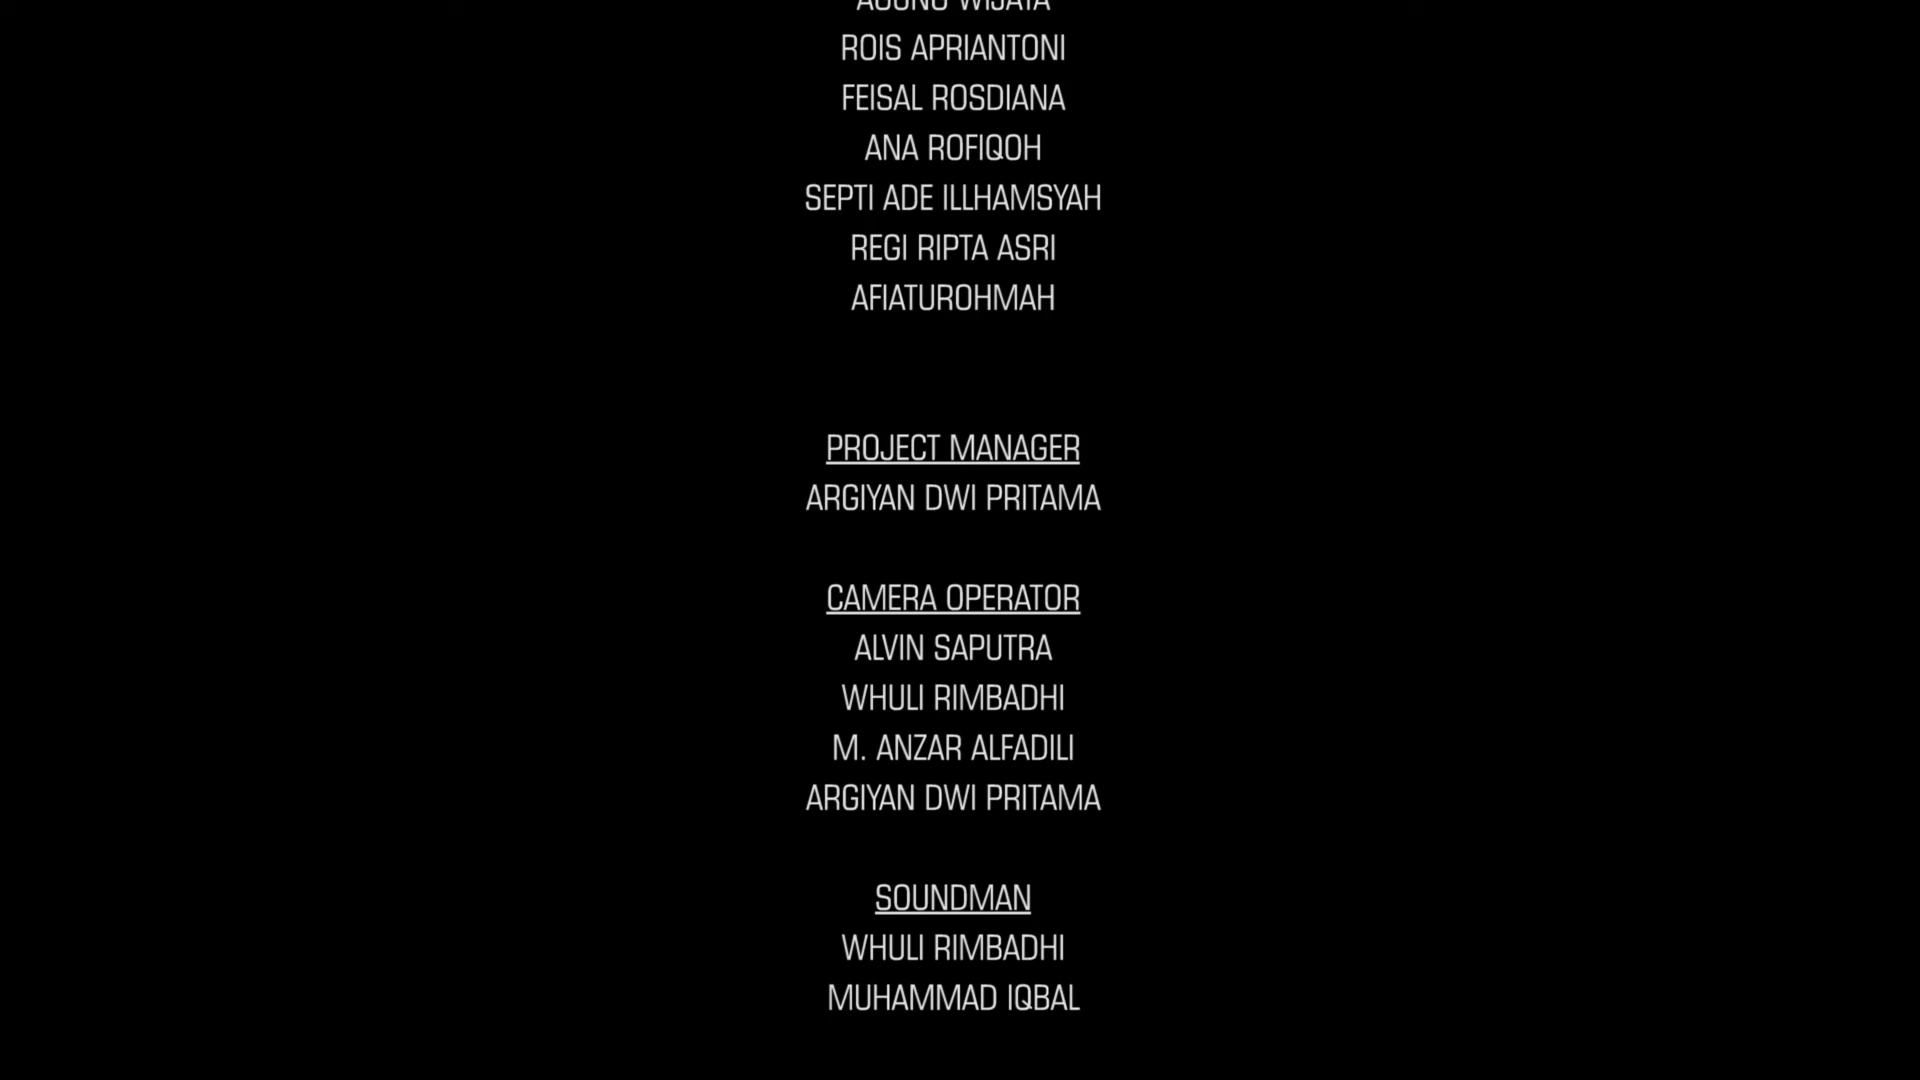 ROIS APRIANTONI
FEISAL ROSDIANA
ANA ROFIQOH
SEPTI ADE ILLHAMSYAH
REGI RIPTA ASRI
AFIATUROHMAH
PROJECT MANAGER
ARGIYAN DWI PRITAMA
CAMERA OPERATOR
ALVIN SAPUTRA
WHULI RIMBADHI
M. ANZAR ALFADILI
ARGIYAN DWI PRITAMA
SOUNDMAN
WHULI RIMBADHI
MUHAMMAD IQBAL